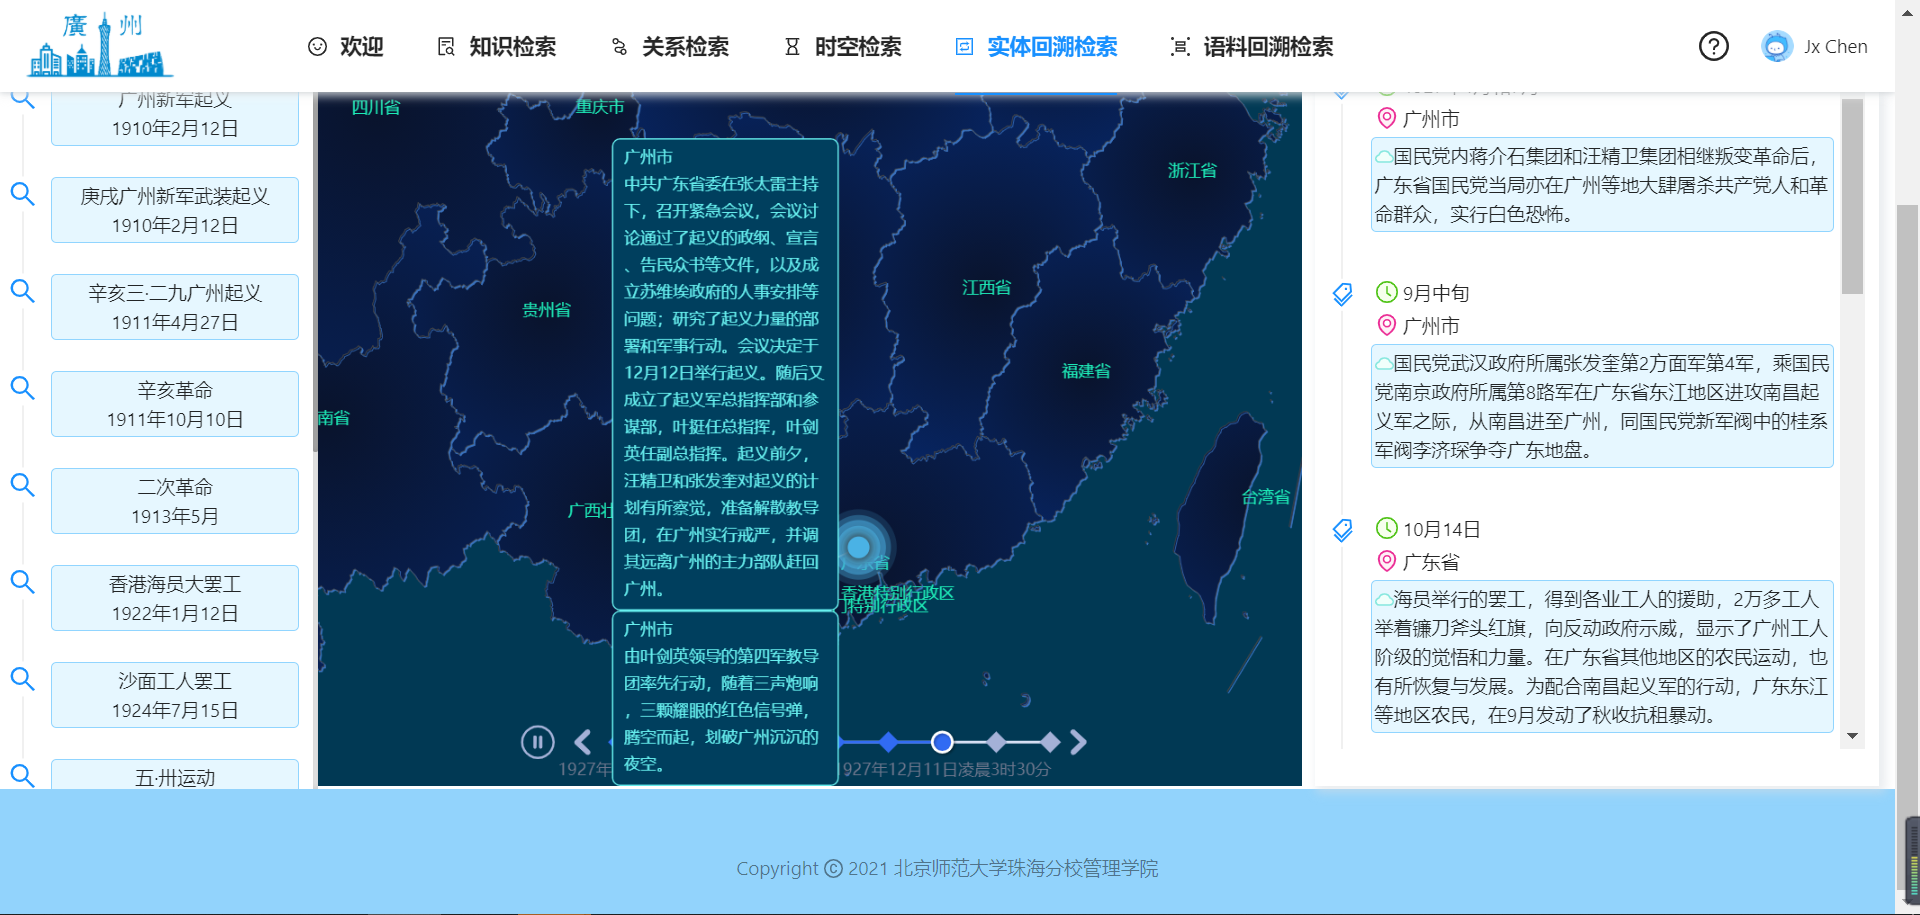 廣州
欢迎
知识检索
关系检索
时空检索
实体回溯检索
语料回溯检索
Jx Chen
广州新军起义
1910年2月12日
庚戌广州新军武装起义
1910年2月12日
辛亥三·二九广州起义
1911年4月27日
辛亥革命
1911年10月10日
二次革命
1913年5月
香港海员大罢工
1922年1月12日
沙面工人罢工
1924年7月15日
五·卅运动
四川省
重庆市
浙江省
江西省
贵州省
福建省
南省
广西壮
台湾省
东省
香港特别行政区
特别行政区
广州市
中共广东省委在张太雷主持
下，召开紧急会议，会议讨
论通过了起义的政纲、宣言
、告民众书等文件，以及成
立苏维埃政府的人事安排等
问题；研究了起义力量的部
署和军事行动。会议决定于
12月12日举行起义。随后又
成立了起义军总指挥部和参
谋部，叶挺任总指挥，叶剑
英任副总指挥。起义前夕，
汪精卫和张发奎对起义的计
划有所察觉，准备解散教导
团，在广州实行戒严，并调
其远离广州的主力部队赶回
广州。
广州市
由叶剑英领导的第四军教导
团率先行动，随着三声炮响
，三颗耀眼的红色信号弹，
腾空而起，划破广州沉沉的
夜空。
1927年
927年12月11日凌晨3时30分
广州市
国民党内蒋介石集团和汪精卫集团相继叛变革命后，
广东省国民党当局亦在广州等地大肆屠杀共产党人和革
命群众，实行白色恐怖。
9月中旬
广州市
国民党武汉政府所属张发奎第2方面军第4军，乘国民
党南京政府所属第8路军在广东省东江地区进攻南昌起
义军之际，从南昌进至广州，同国民党新军阀中的桂系
军阀李济琛争夺广东地盘。
10月14日
广东省
海员举行的罢工，得到各业工人的援助，2万多工人
举着镰刀斧头红旗，向反动政府示威，显示了广州工人
阶级的觉悟和力量。在广东省其他地区的农民运动，也
有所恢复与发展。为配合南昌起义军的行动，广东东江
等地区农民，在9月发动了秋收抗租暴动。
Copyright © 2021 北京师范大学珠海分校管理学院